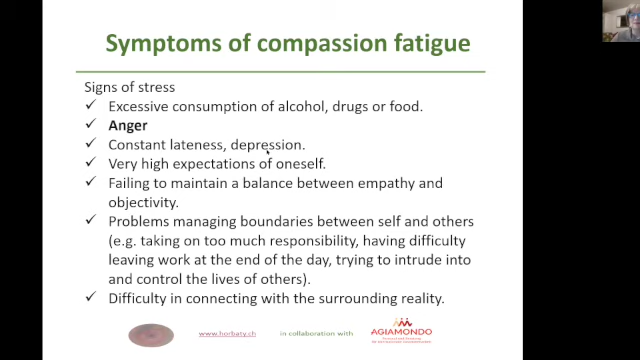 Symptoms of compassion fatigue
Signs of stress
✓ Excessive consumption of alcohol, drugs or food.
✓ Anger
✓ Constant lateness, depression.
✓ Very high expectations of oneself.
✓ Failing to maintain a balance between empathy and
objectivity.
✓ Problems managing boundaries between self and others
(e.g. taking on too much responsibility, having difficulty
leaving work at the end of the day, trying to intrude into
and control the lives of others).
✓ Difficulty in connecting with the surrounding reality.
www.horbaty.ch in collaboration with AGIAMONDO